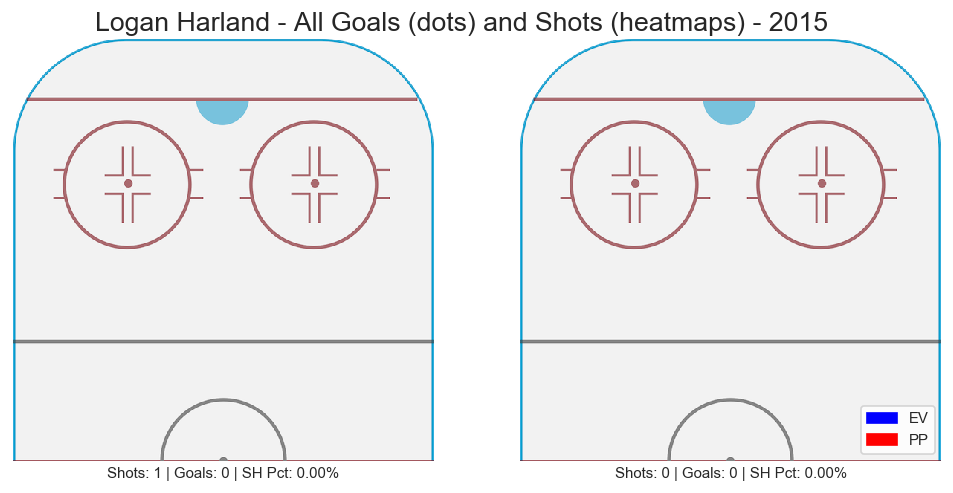 Logan Harland - All Goals (dots) and Shots (heatmaps) - 2015
EV
PP
Shots: 1 | Goals: 0 | SH Pct: 0.00%
Shots: 0 | Goals: 0 | SH Pct: 0.00%